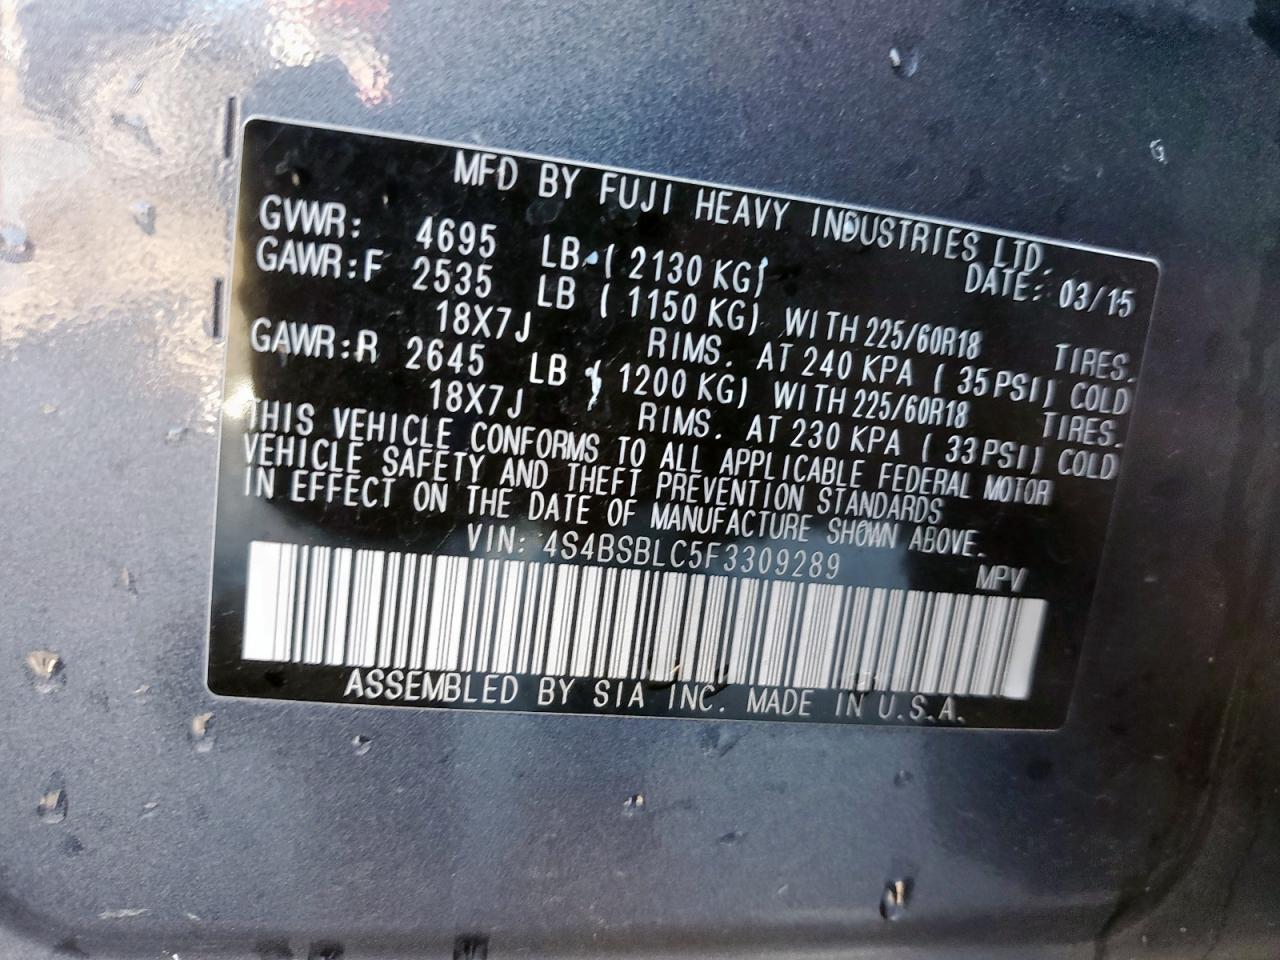 MFD BY FUJI HEAVY INDUSTRIES LTD.
DATE: 03/15
GVWR: 4695 LB ( 2130 KG)
GAWR:F 2535 LB ( 1150 KG) WITH 225/60R18 TIRES.
18X7J RIMS. AT 240 KPA ( 35 PSI) COLD
GAWR:R 2645 LB ( 1200 KG) WITH 225/60R18 TIRES.
18X7J RIMS. AT 230 KPA ( 33 PSI) COLD
THIS VEHICLE CONFORMS TO ALL APPLICABLE FEDERAL MOTOR
VEHICLE SAFETY AND THEFT PREVENTION STANDARDS
IN EFFECT ON THE DATE OF MANUFACTURE SHOWN ABOVE.
VIN: 4S4BSBLC5F3309289 MPV
ASSEMBLED BY SIA INC. MADE IN U.S.A.